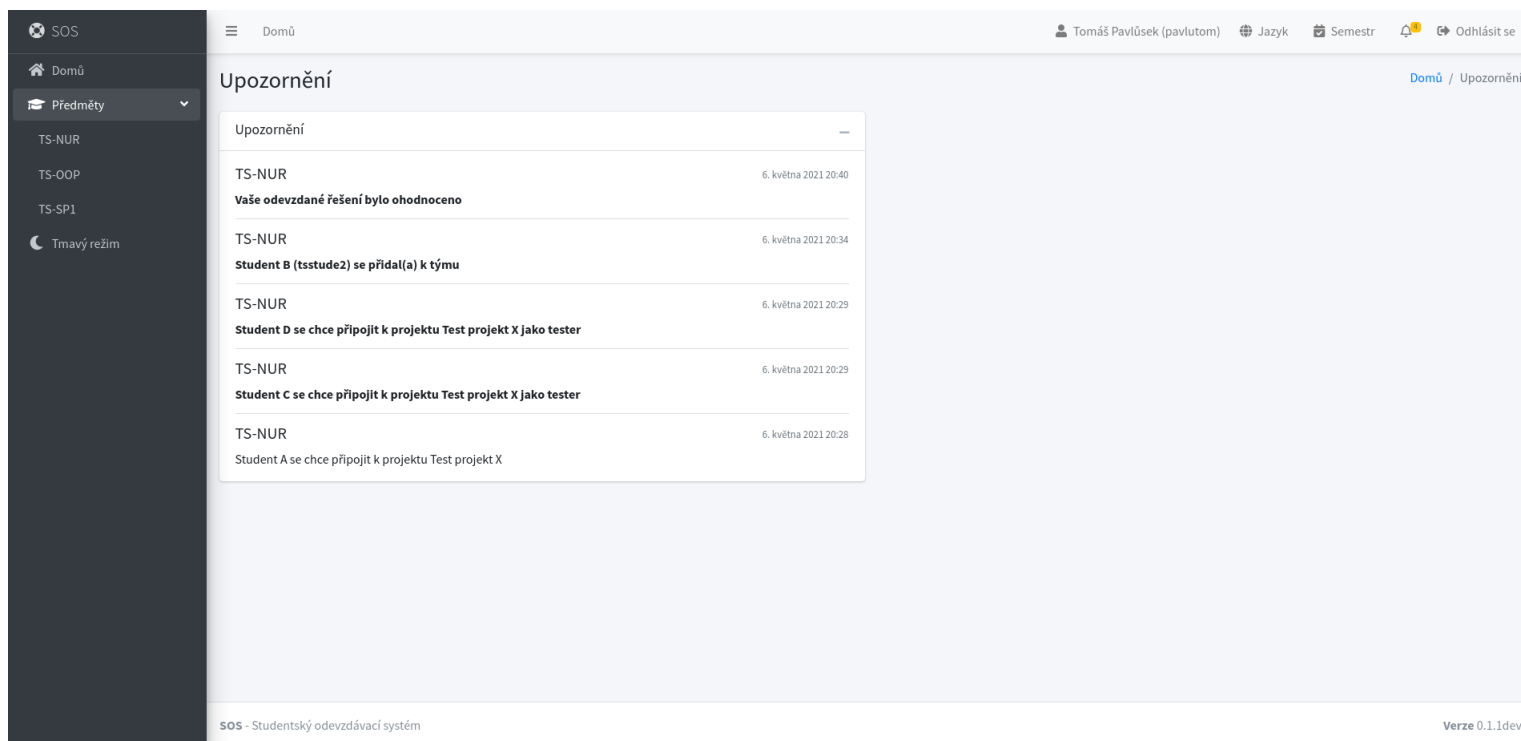 SOS
Domů
Tomáš Pavlůsek (pavlutom)
Jazyk
Semestr
4
Odhlásit se
Domů
Předměty
TS-NUR
TS-OOP
TS-SP1
Tmavý režim
Upozornění
Domů / Upozornění
Upozornění
TS-NUR 6. května 2021 20:40
Vaše odevzdané řešení bylo ohodnoceno
TS-NUR 6. května 2021 20:34
Student B (tsstude2) se přidal(a) k týmu
TS-NUR 6. května 2021 20:29
Student D se chce připojit k projektu Test projekt X jako tester
TS-NUR 6. května 2021 20:29
Student C se chce připojit k projektu Test projekt X jako tester
TS-NUR 6. května 2021 20:28
Student A se chce připojit k projektu Test projekt X
SOS - Studentský odevzdávací systém
Verze 0.1.1dev